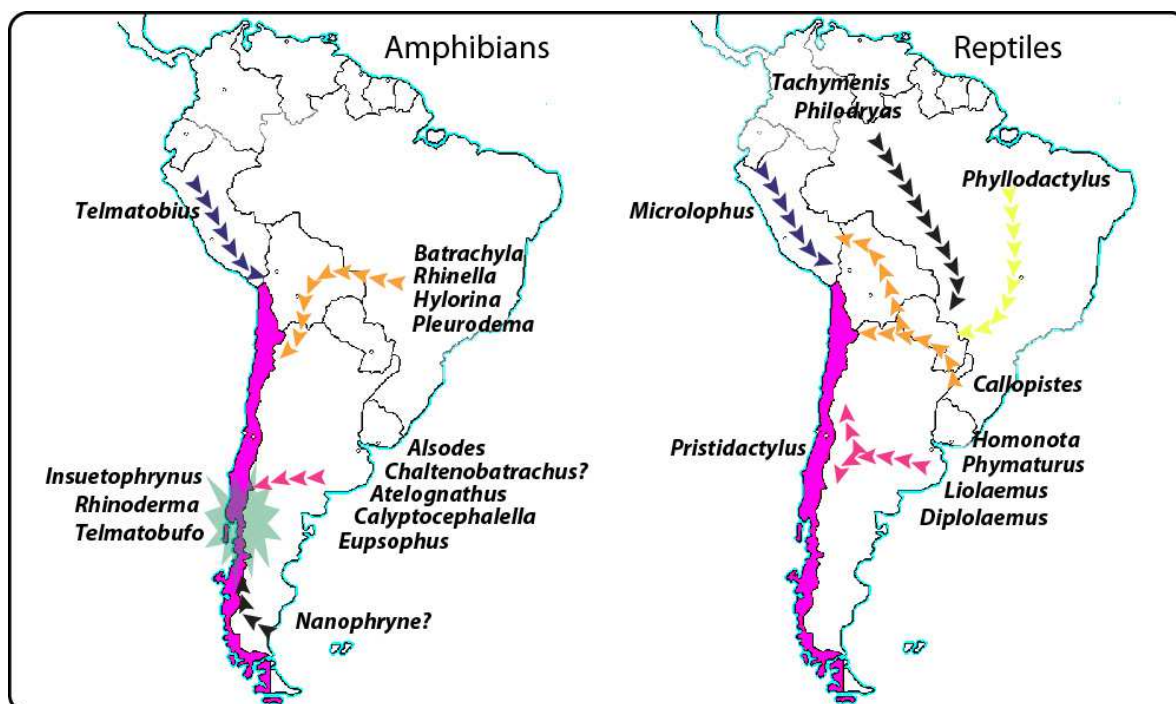 Amphibians
Telmatobius
Batrachyla
Rhinella
Hylorina
Pleurodema
Insuetophrynus
Rhinoderma
Telmatobufo
Alsodes
Chaltenobatrachus?
Atelognathus
Calyptocephalella
Eupsophus
Nanophryne?
Reptiles
Tachymenis
Philodryas
Phyllodactylus
Microlophus
Callopistes
Pristidactylus
Homonota
Phymaturus
Liolaemus
Diplolaemus